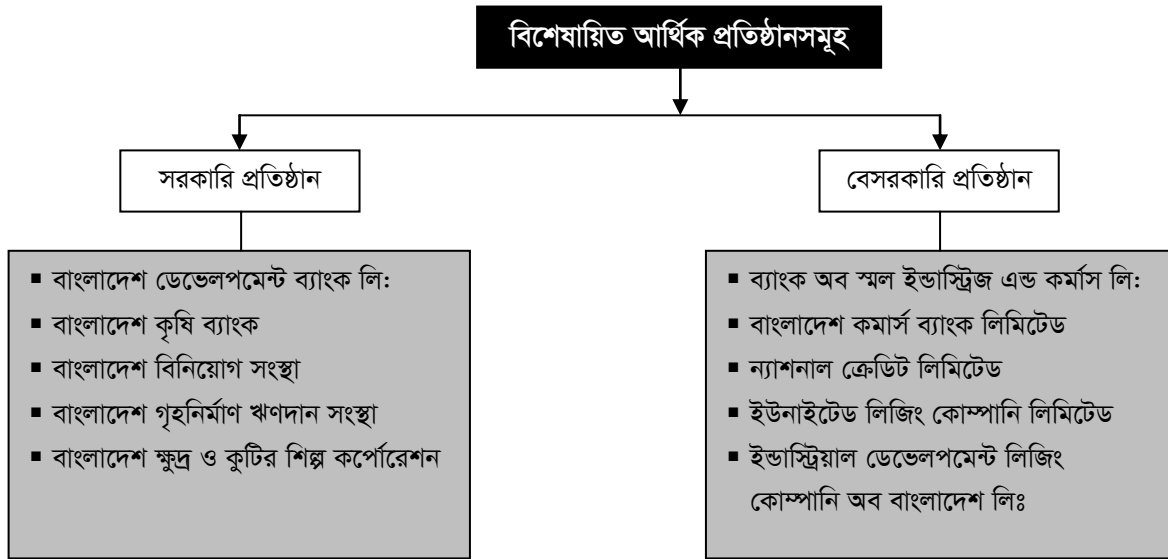 বিশেষায়িত আর্থিক প্রতিষ্ঠানসমূহ
সরকারি প্রতিষ্ঠান
বেসরকারি প্রতিষ্ঠান
▪ বাংলাদেশ ডেভেলপমেন্ট ব্যাংক লি:
▪ বাংলাদেশ কৃষি ব্যাংক
▪ বাংলাদেশ বিনিয়োগ সংস্থা
▪ বাংলাদেশ গৃহনির্মাণ ঋণদান সংস্থা
▪ বাংলাদেশ ক্ষুদ্র ও কুটির শিল্প কর্পোরেশন
▪ ব্যাংক অব স্মল ইন্ডাস্ট্রিজ এন্ড কর্মাস লি:
▪ বাংলাদেশ কমার্স ব্যাংক লিমিটেড
▪ ন্যাশনাল ক্রেডিট লিমিটেড
▪ ইউনাইটেড লিজিং কোম্পানি লিমিটেড
▪ ইন্ডাস্ট্রিয়াল ডেভেলপমেন্ট লিজিং
কোম্পানি অব বাংলাদেশ লিঃ